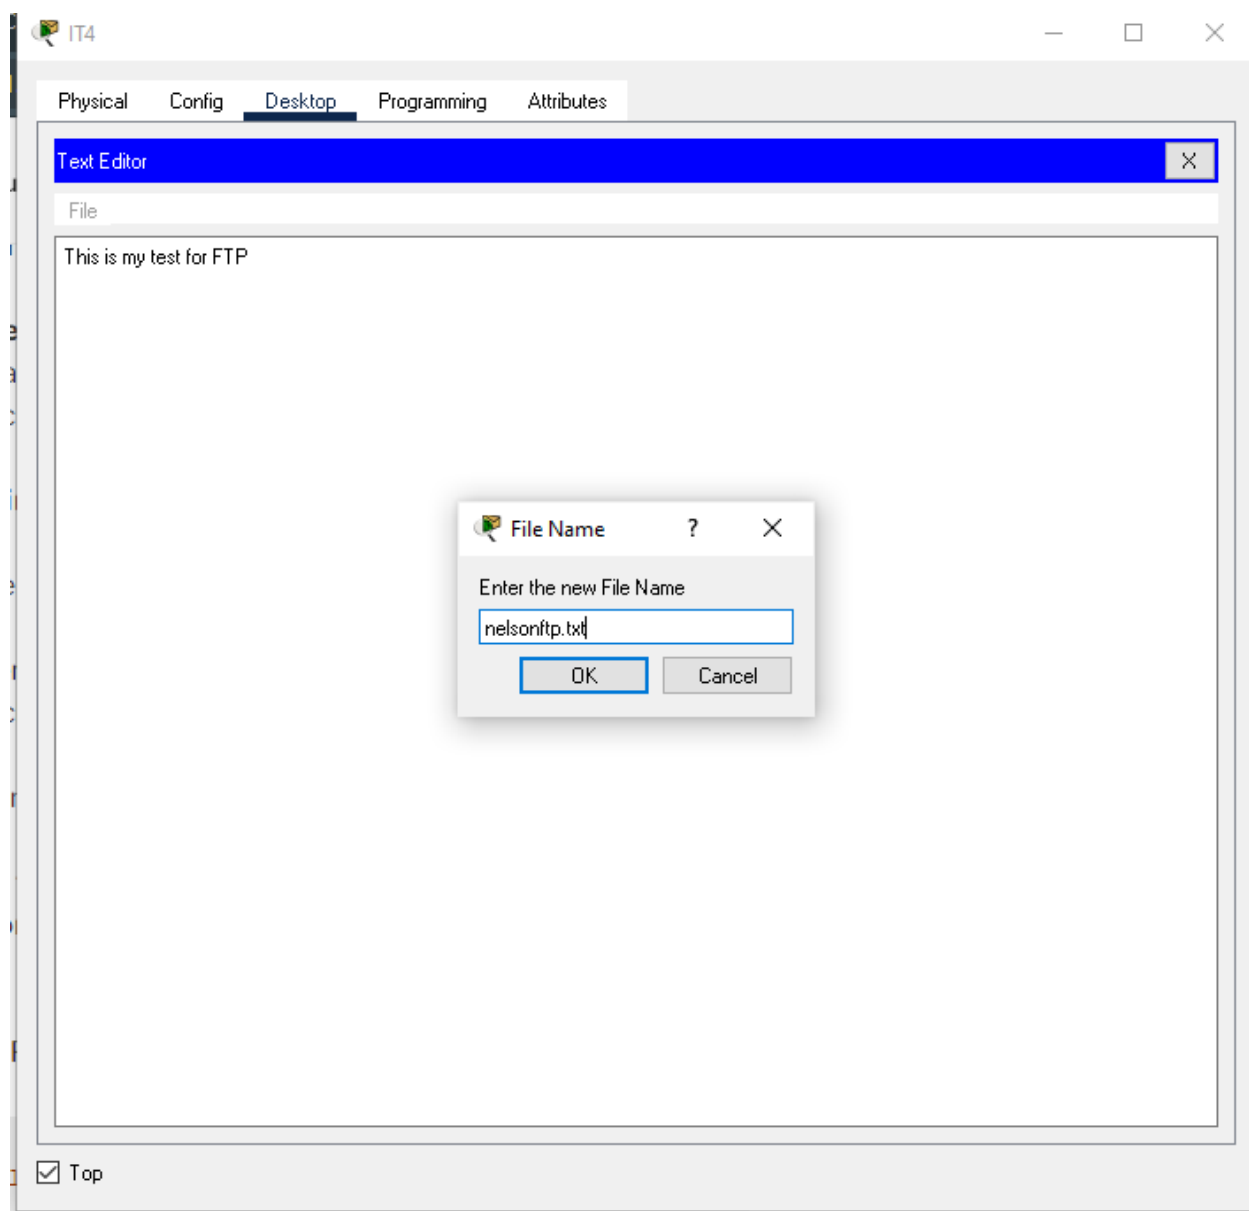 IT4
Physical Config Desktop Programming Attributes
Text Editor X
File
This is my test for FTP
File Name ?
Enter the new File Name
nelsonftp.txt
OK Cancel
Top